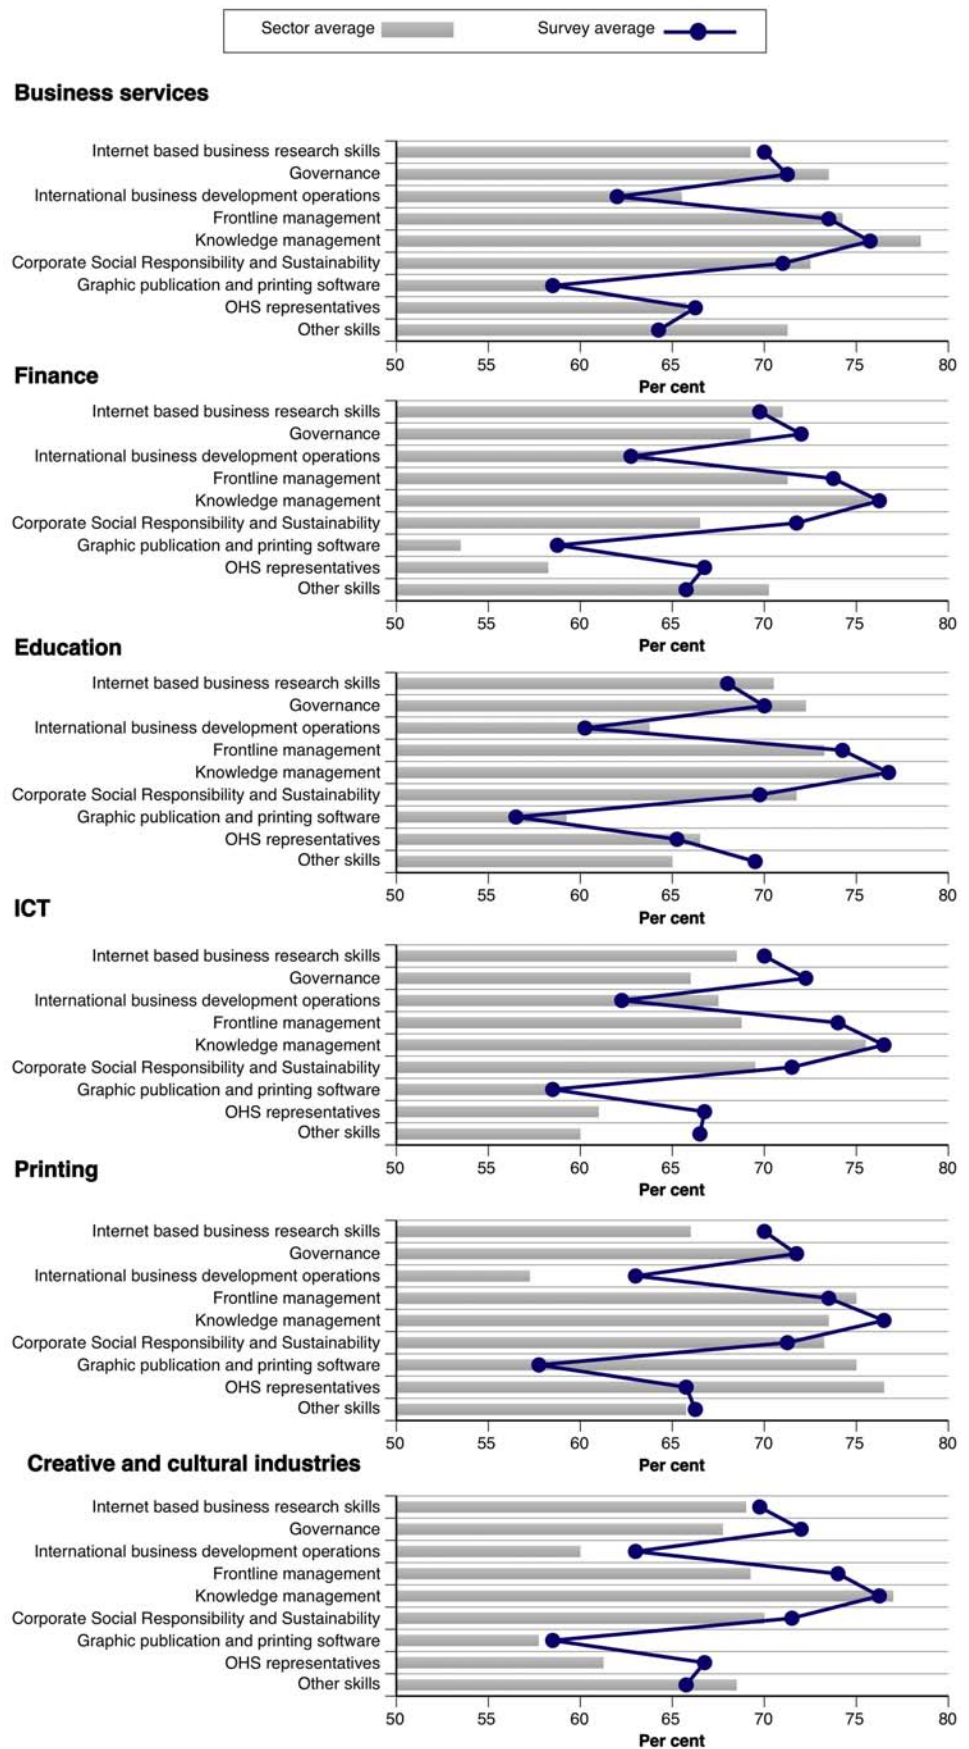 Sector average Survey average
Business services
Internet based business research skills
Governance
International business development operations
Frontline management
Knowledge management
Corporate Social Responsibility and Sustainability
Graphic publication and printing software
OHS representatives
Other skills
50 55 60 65 70 75 80
Per cent
Finance
Internet based business research skills
Governance
International business development operations
Frontline management
Knowledge management
Corporate Social Responsibility and Sustainability
Graphic publication and printing software
OHS representatives
Other skills
50 55 60 65 70 75 80
Per cent
Education
Internet based business research skills
Governance
International business development operations
Frontline management
Knowledge management
Corporate Social Responsibility and Sustainability
Graphic publication and printing software
OHS representatives
Other skills
50 55 60 65 70 75 80
Per cent
ICT
Internet based business research skills
Governance
International business development operations
Frontline management
Knowledge management
Corporate Social Responsibility and Sustainability
Graphic publication and printing software
OHS representatives
Other skills
50 55 60 65 70 75 80
Per cent
Printing
Internet based business research skills
Governance
International business development operations
Frontline management
Knowledge management
Corporate Social Responsibility and Sustainability
Graphic publication and printing software
OHS representatives
Other skills
50 55 60 65 70 75 80
Per cent
Creative and cultural industries
Internet based business research skills
Governance
International business development operations
Frontline management
Knowledge management
Corporate Social Responsibility and Sustainability
Graphic publication and printing software
OHS representatives
Other skills
50 55 60 65 70 75 80
Per cent